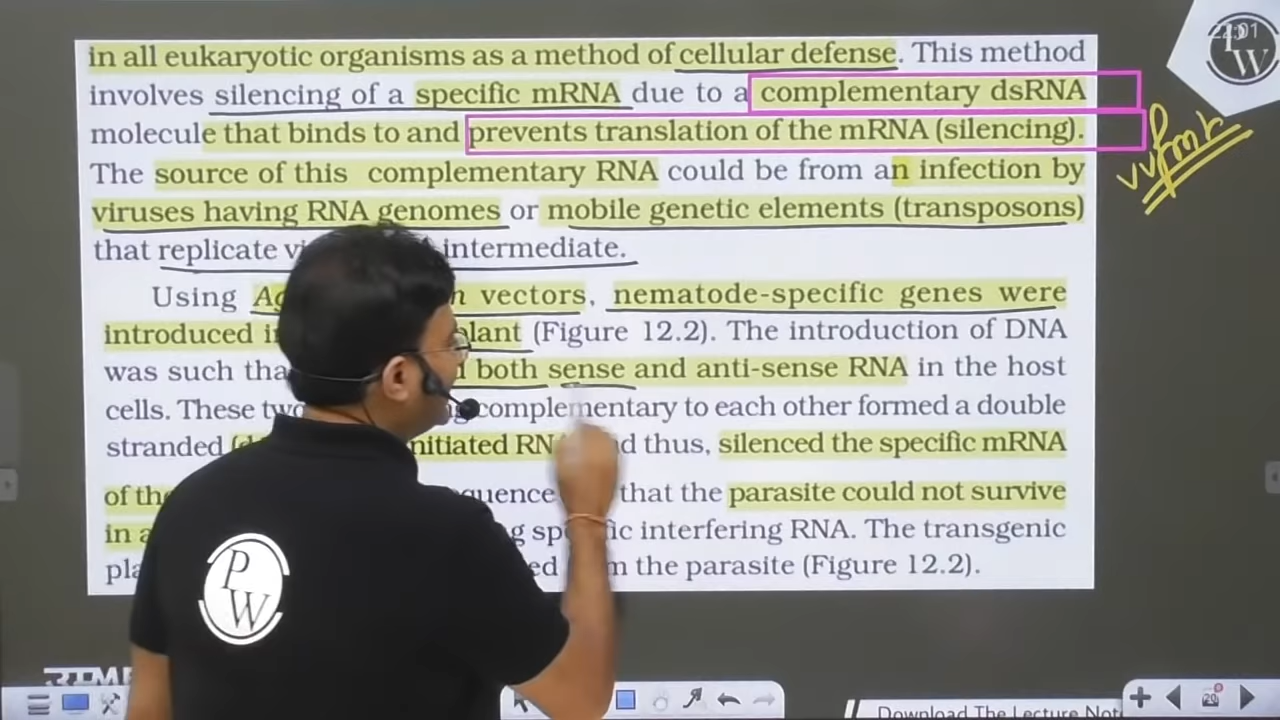 in all eukaryotic organisms as a method of cellular defense. This method
involves silencing of a specific mRNA due to a complementary dsRNA
molecule that binds to and prevents translation of the mRNA (silencing).
The source of this complementary RNA could be from an infection by
viruses having RNA genomes or mobile genetic elements (transposons)
that replicate intermediate.
Using vectors, nematode-specific genes were
introduced plant (Figure 12.2). The introduction of DNA
was such both sense and anti-sense RNA in the host
cells. These complementary to each other formed a double
stranded thus, silenced the specific mRNA
that the parasite could not survive
in interfering RNA. The transgenic
the parasite (Figure 12.2).
PW
PW
Download The Lecture